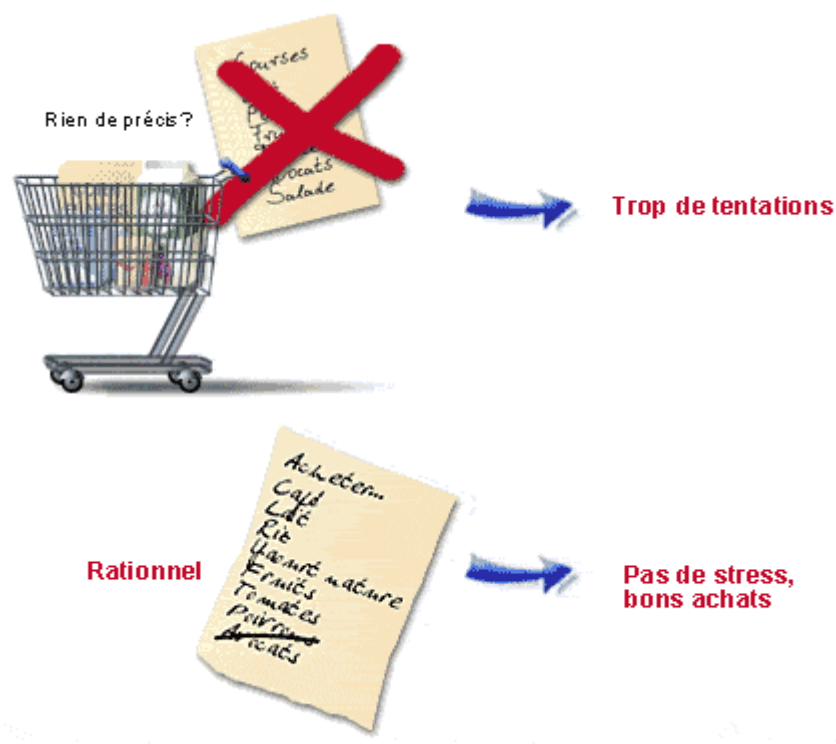 Courses
Rien de précis?
Avocats
Salade
Trop de tentations
Acheter...
Café
Lait
Riz
Yaourt nature
Fruits
Tomates
Poivrons
Avocats
Rationnel
Pas de stress,
bons achats